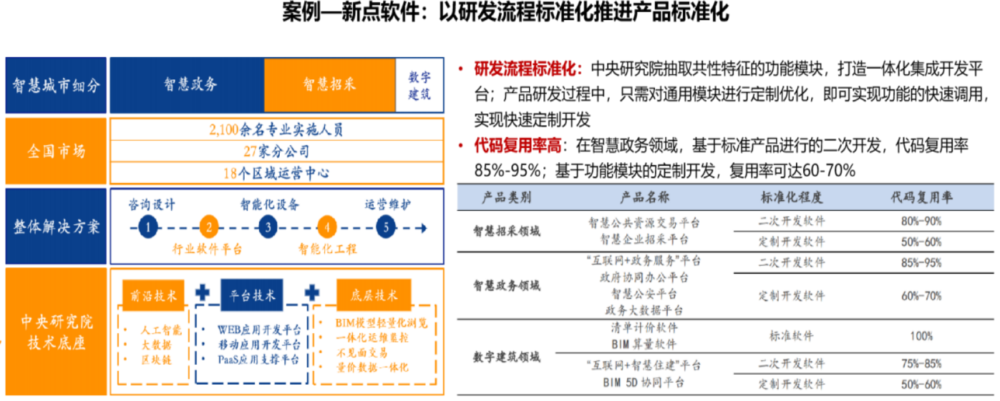 案例—新点软件：以研发流程标准化推进产品标准化
智慧城市细分
智慧政务
智慧招采
数字
建筑
全国市场
2,100余名专业实施人员
27家分公司
18个区域运营中心
整体解决方案
咨询设计
智能化设备
运营维护
1
2
3
4
5
行业软件平台
智能化工程
中央研究院
技术底座
前沿技术
平台技术
底层技术
· 人工智能
· 大数据
· 区块链
· WEB应用开发平台
· 移动应用开发平台
· PaaS应用支撑平台
· BIM模型轻量化浏览
· 一体化运维监控
· 不见面交易
· 量价数据一体化
• 研发流程标准化：中央研究院抽取共性特征的功能模块，打造一体化集成开发平
台；产品研发过程中，只需对通用模块进行定制优化，即可实现功能的快速调用，
实现快速定制开发
• 代码复用率高：在智慧政务领域，基于标准产品进行的二次开发，代码复用率
85%-95%；基于功能模块的定制开发，复用率可达60-70%
产品类别 产品名称 标准化程度 代码复用率
智慧招采领域
智慧公共资源交易平台
智慧企业招采平台
二次开发软件 80%-90%
定制开发软件 50%-60%
智慧政务领域
“互联网+政务服务”平台
政府协同办公平台
智慧公安平台
政务大数据平台
二次开发软件 85%-95%
定制开发软件 60%-70%
数字建筑领域
清单计价软件
BIM 算量软件
标准软件 100%
“互联网+智慧住建”平台
BIM 5D 协同平台
二次开发软件 75%-85%
定制开发软件 50%-60%